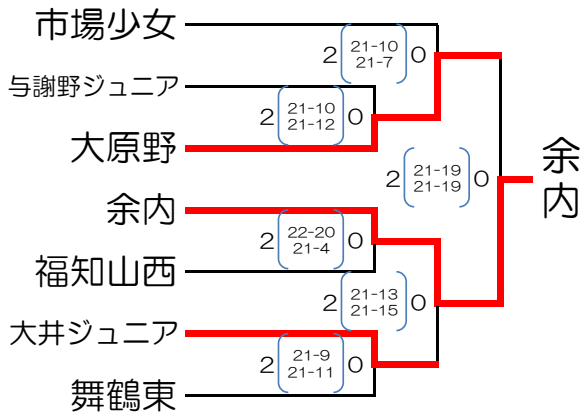 市場少女
2 21-10 0
21-7
与謝野ジュニア
2 21-10 0
21-12
大原野
2 21-19 0
21-19
余内
余内
2 22-20 0
21-4
福知山西
2 21-13 0
21-15
大井ジュニア
2 21-9 0
21-11
舞鶴東